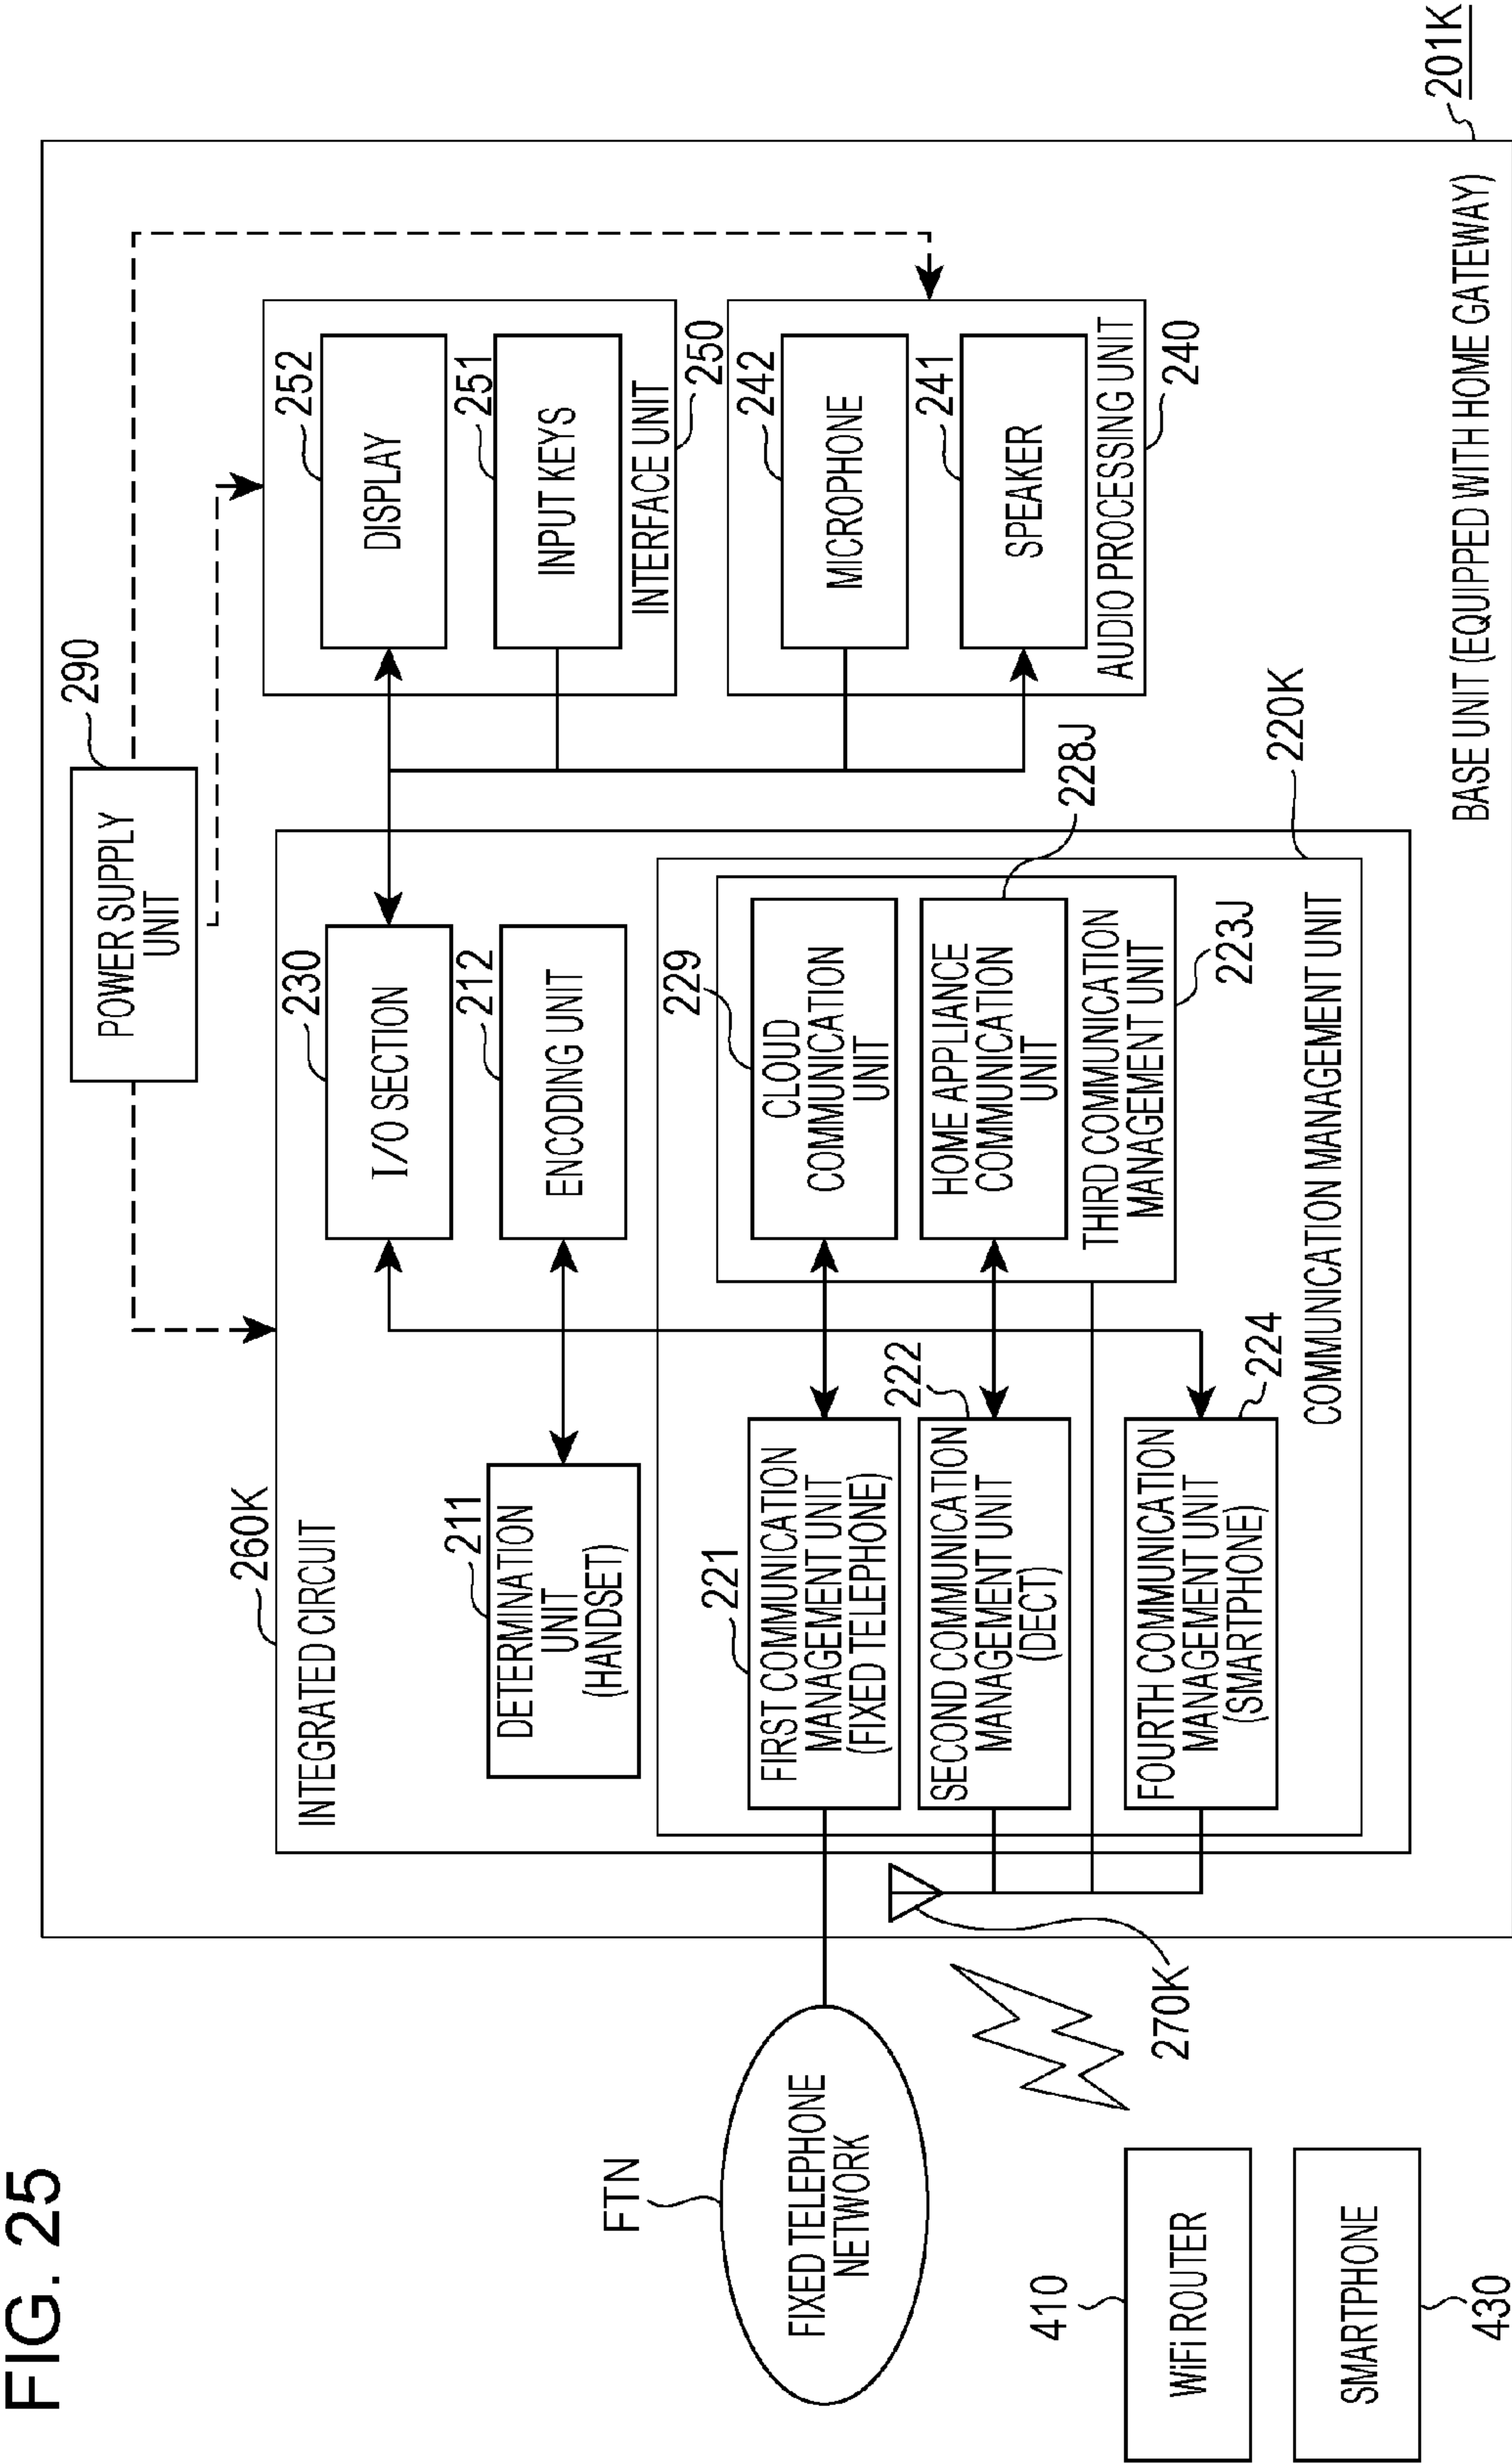 FIG. 25
201K
BASE UNIT (EQUIPPED WITH HOME GATEWAY)
290
POWER SUPPLY
UNIT
260K
INTEGRATED CIRCUIT
230
I/O SECTION
252
DISPLAY
251
INPUT KEYS
INTERFACE UNIT
250
211
DETERMINATION
UNIT
(HANDSET)
212
ENCODING UNIT
242
MICROPHONE
241
SPEAKER
AUDIO PROCESSING UNIT
240
FTN
FIXED TELEPHONE
NETWORK
221
FIRST COMMUNICATION
MANAGEMENT UNIT
(FIXED TELEPHONE)
229
CLOUD
COMMUNICATION
UNIT
228J
222
SECOND COMMUNICATION
MANAGEMENT UNIT
(DECT)
HOME APPLIANCE
COMMUNICATION
UNIT
THIRD COMMUNICATION
MANAGEMENT UNIT
223J
220K
FOURTH COMMUNICATION
MANAGEMENT UNIT
(SMARTPHONE)
224
COMMUNICATION MANAGEMENT UNIT
270K
410
WiFi ROUTER
SMARTPHONE
430